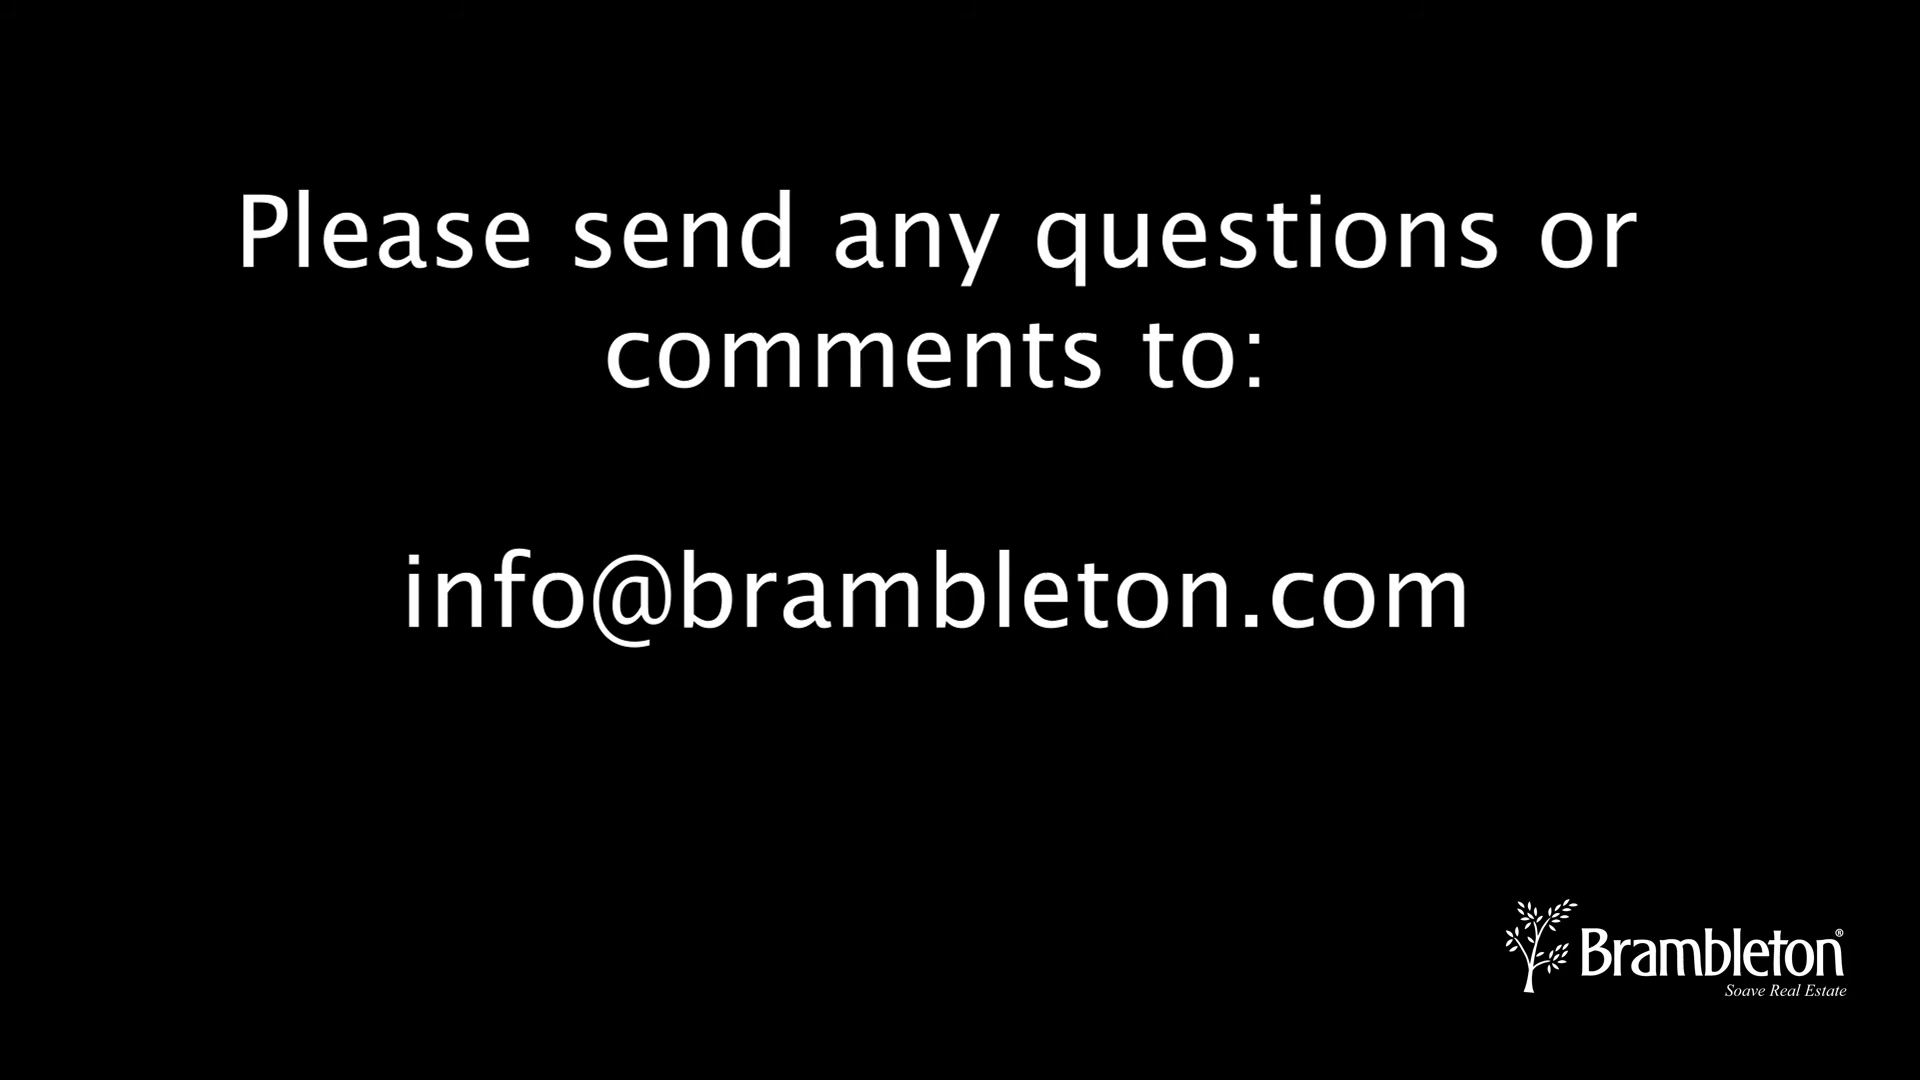 Please send any questions or
comments to:
info@brambleton.com
Brambleton®
Soave Real Estate